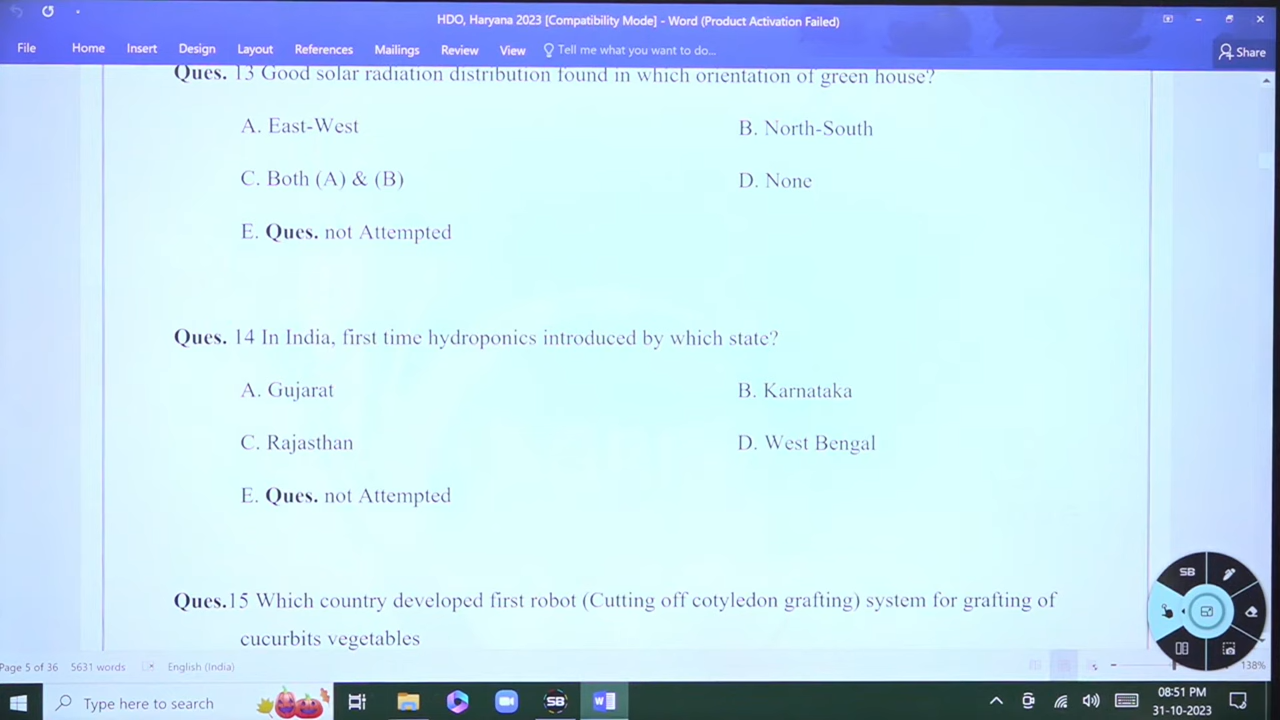 HDO, Haryana 2023 [Compatibility Mode] - Word (Product Activation Failed)
File Home Insert Design Layout References Mailings Review View Tell me what you want to do... Share
Ques. 13 Good solar radiation distribution found in which orientation of green house?
A. East-West
B. North-South
C. Both (A) & (B)
D. None
E. Ques. not Attempted
Ques. 14 In India, first time hydroponics introduced by which state?
A. Gujarat
B. Karnataka
C. Rajasthan
D. West Bengal
E. Ques. not Attempted
SB
Ques.15 Which country developed first robot (Cutting off cotyledon grafting) system for grafting of
cucurbits vegetables
Page 5 of 36 5631 words English (India) 138%
Type here to search
SB
08:51 PM
31-10-2023